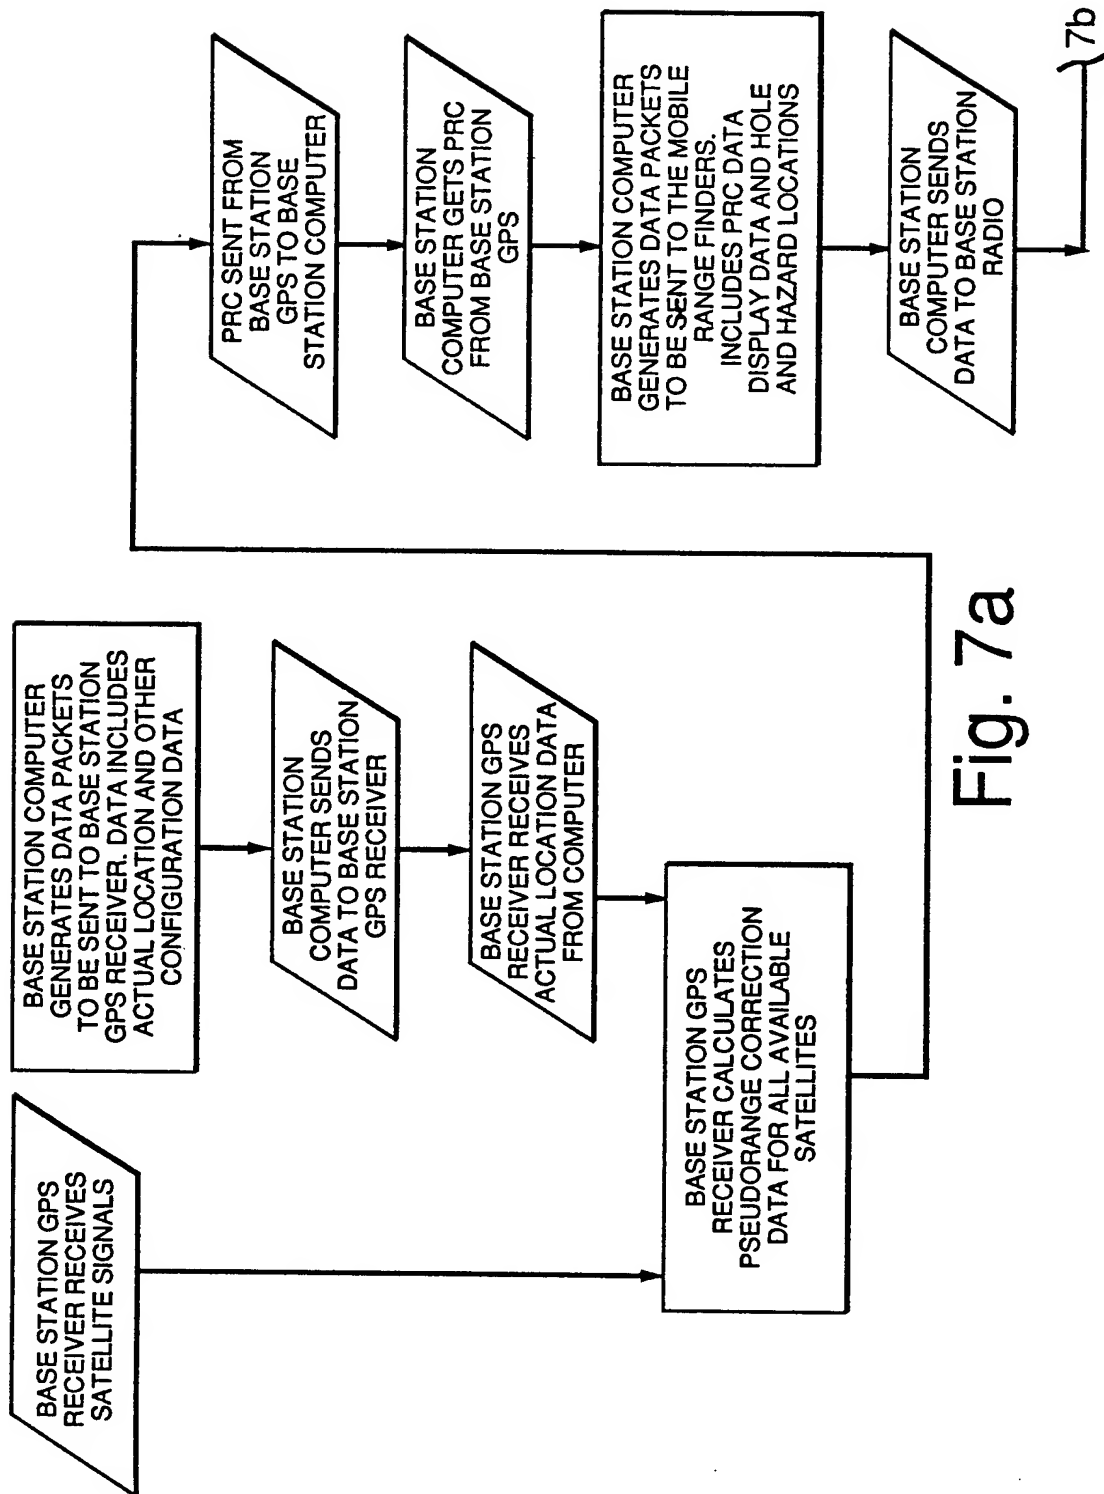 BASE STATION GPS
RECEIVER RECEIVES
SATELLITE SIGNALS
BASE STATION COMPUTER
GENERATES DATA PACKETS
TO BE SENT TO BASE STATION
GPS RECEIVER. DATA INCLUDES
ACTUAL LOCATION AND OTHER
CONFIGURATION DATA
BASE STATION
COMPUTER SENDS
DATA TO BASE STATION
GPS RECEIVER
BASE STATION GPS
RECEIVER RECEIVES
ACTUAL LOCATION DATA
FROM COMPUTER
BASE STATION GPS
RECEIVER CALCULATES
PSEUDORANGE CORRECTION
DATA FOR ALL AVAILABLE
SATELLITES
PRC SENT FROM
BASE STATION
GPS TO BASE
STATION COMPUTER
BASE STATION
COMPUTER GETS PRC
FROM BASE STATION
GPS
BASE STATION COMPUTER
GENERATES DATA PACKETS
TO BE SENT TO THE MOBILE
RANGE FINDERS.
INCLUDES PRC DATA
DISPLAY DATA AND HOLE
AND HAZARD LOCATIONS
BASE STATION
COMPUTER SENDS
DATA TO BASE STATION
RADIO
7b
Fig. 7a